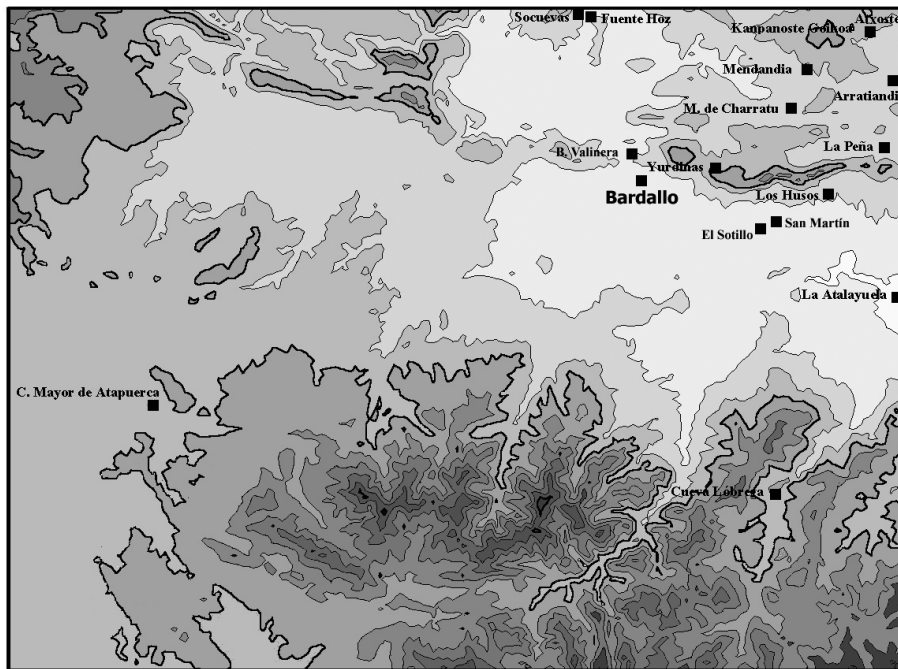 Socuevas
Fuente Hoz
Atxoste
Kanpanoste Goikoa
Mendandia
Arratiandi
M. de Charratu
B. Valinera
La Peña
Yurdinas
Bardallo
Los Husos
San Martín
El Sotillo
La Atalayuela
C. Mayor de Atapuerca
Cueva Lóbrega